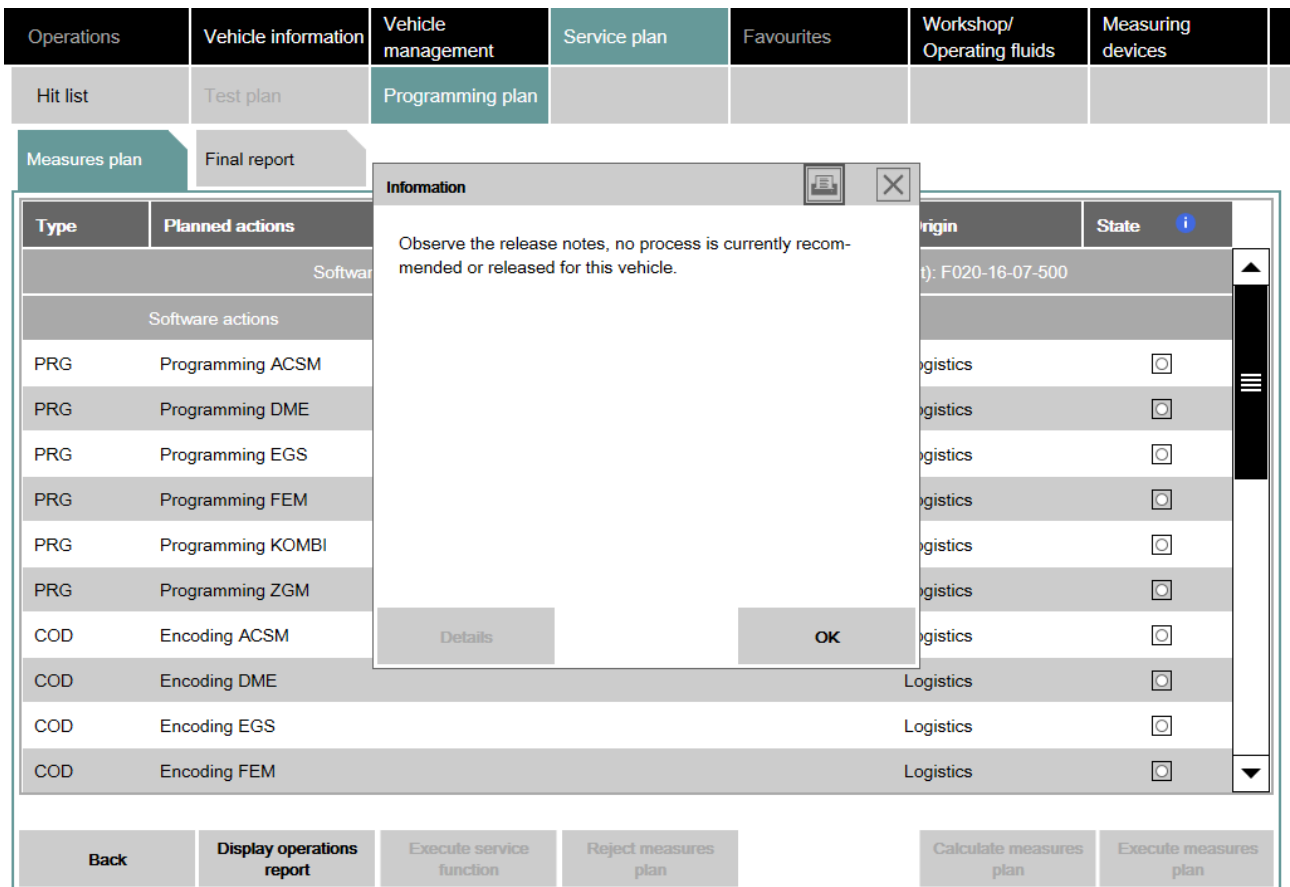 Operations
Vehicle information
Vehicle
management
Service plan
Favourites
Workshop/
Operating fluids
Measuring
devices
Hit list
Test plan
Programming plan
Measures plan
Final report
Information
Observe the release notes, no process is currently recom-
mended or released for this vehicle.
Details
OK
Type
Planned actions
rigin
State
i
Softwar
t): F020-16-07-500
Software actions
PRG Programming ACSM ogistics
PRG Programming DME ogistics
PRG Programming EGS ogistics
PRG Programming FEM ogistics
PRG Programming KOMBI ogistics
PRG Programming ZGM ogistics
COD Encoding ACSM ogistics
COD Encoding DME Logistics
COD Encoding EGS Logistics
COD Encoding FEM Logistics
Back
Display operations
report
Execute service
function
Reject measures
plan
Calculate measures
plan
Execute measures
plan